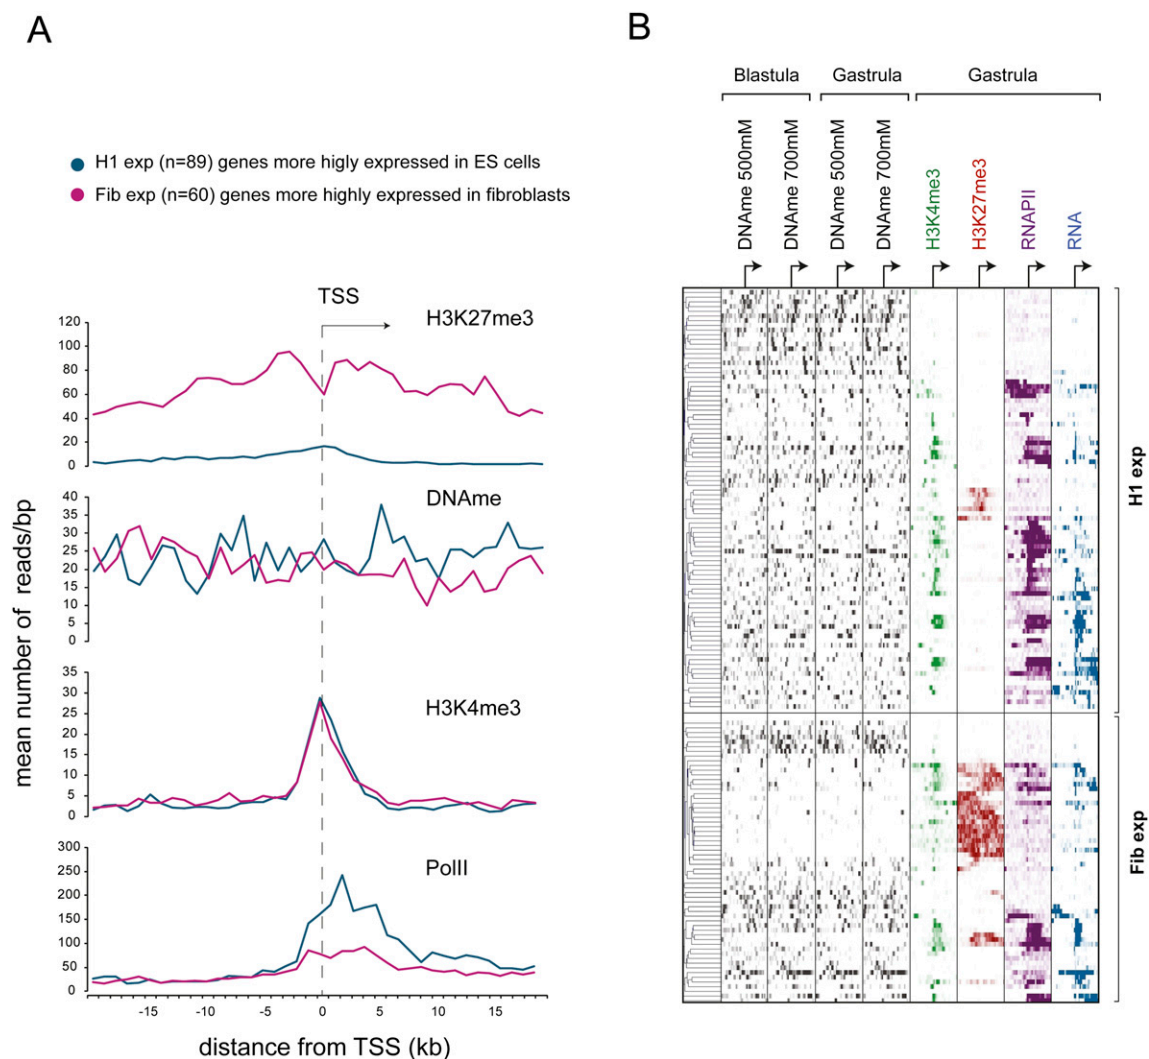 A
H1 exp (n=89) genes more higly expressed in ES cells
Fib exp (n=60) genes more highly expressed in fibroblasts
mean number of reads/bp
TSS
H3K27me3
120
100
80
60
40
20
0
DNAme
40
35
30
25
20
15
10
5
0
H3K4me3
35
30
25
20
15
10
5
0
PolII
300
250
200
150
100
50
0
-15 -10 -5 0 5 10 15
distance from TSS (kb)
B
Blastula Gastrula Gastrula
DNAme 500mM
DNAme 700mM
DNAme 500mM
DNAme 700mM
H3K4me3
H3K27me3
RNAPII
RNA
H1 exp
Fib exp